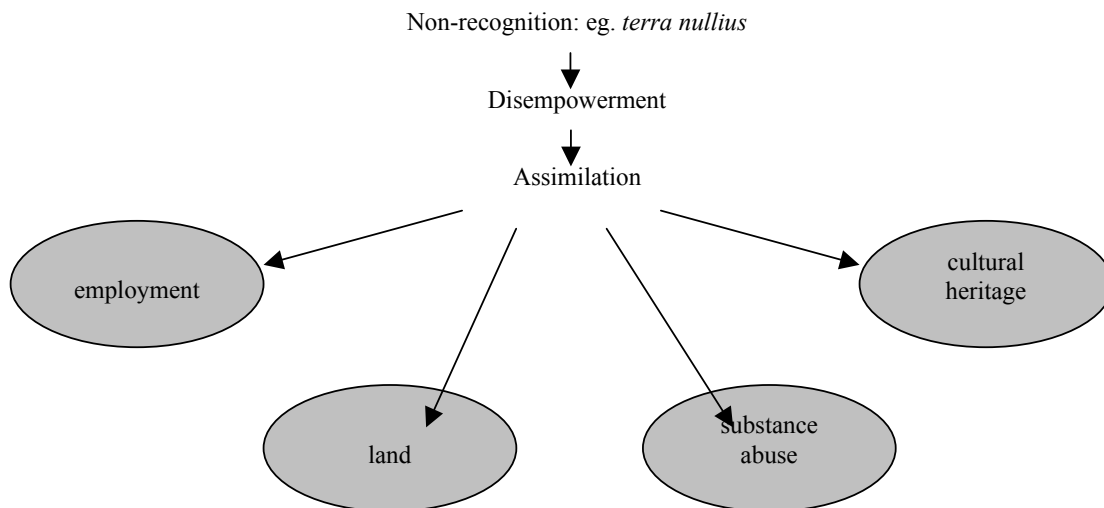 Non-recognition: eg. terra nullius
Disempowerment
Assimilation
employment
cultural
heritage
land
substance
abuse